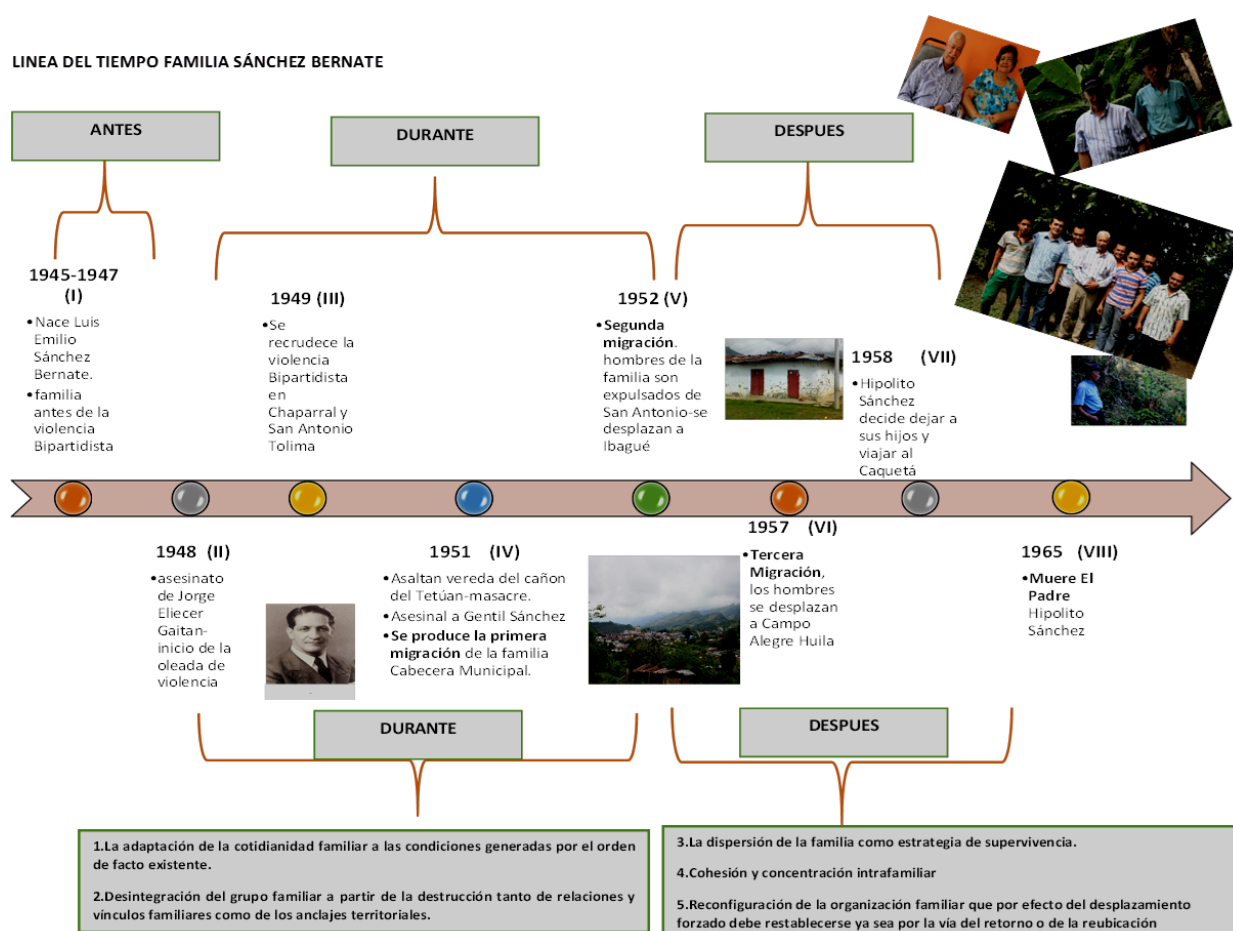 LINEA DEL TIEMPO FAMILIA SÁNCHEZ BERNATE
ANTES
DURANTE
DESPUES
1945-1947
(I)
•Nace Luis
Emilio
Sánchez
Bernate.
•familia
antes de la
violencia
Bipartidista
1949 (III)
•Se
recrudece la
violencia
Bipartidista
en
Chaparral y
San Antonio
Tolima
1952 (V)
•Segunda
migración.
hombres de la
familia son
expulsados de
San Antonio-se
desplazan a
Ibagué
1958 (VII)
•Hipolito
Sánchez
decide dejar a
sus hijos y
viajar al
Caquetá
1948 (II)
•asesinato
de Jorge
Eliecer
Gaitan-
inicio de la
oleada de
violencia
1951 (IV)
•Asaltan vereda del cañon
del Tetúan-masacre.
•Asesinal a Gentil Sánchez
•Se produce la primera
migración de la familia
Cabecera Municipal.
1957 (VI)
•Tercera
Migración,
los hombres
se desplazan
a Campo
Alegre Huila
1965 (VIII)
•Muere El
Padre
Hipolito
Sánchez
DURANTE
DESPUES
1.La adaptación de la cotidianidad familiar a las condiciones generadas por el orden
de facto existente.
2.Desintegración del grupo familiar a partir de la destrucción tanto de relaciones y
vínculos familiares como de los anclajes territoriales.
3.La dispersión de la familia como estrategia de supervivencia.
4.Cohesión y concentración intrafamiliar
5.Reconfiguración de la organización familiar que por efecto del desplazamiento
forzado debe restablecerse ya sea por la vía del retorno o de la reubicación